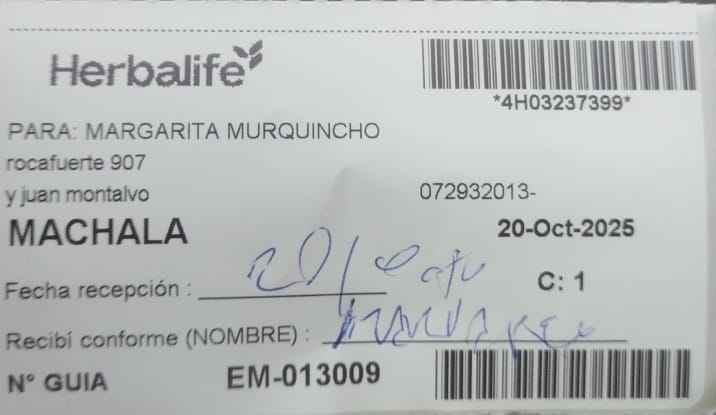 Herbalife
*4H03237399*
PARA: MARGARITA MURQUINCHO
rocafuerte 907
y juan montalvo
072932013-
MACHALA
20-Oct-2025
Fecha recepción :
C: 1
Recibí conforme (NOMBRE) :
N° GUIA
EM-013009